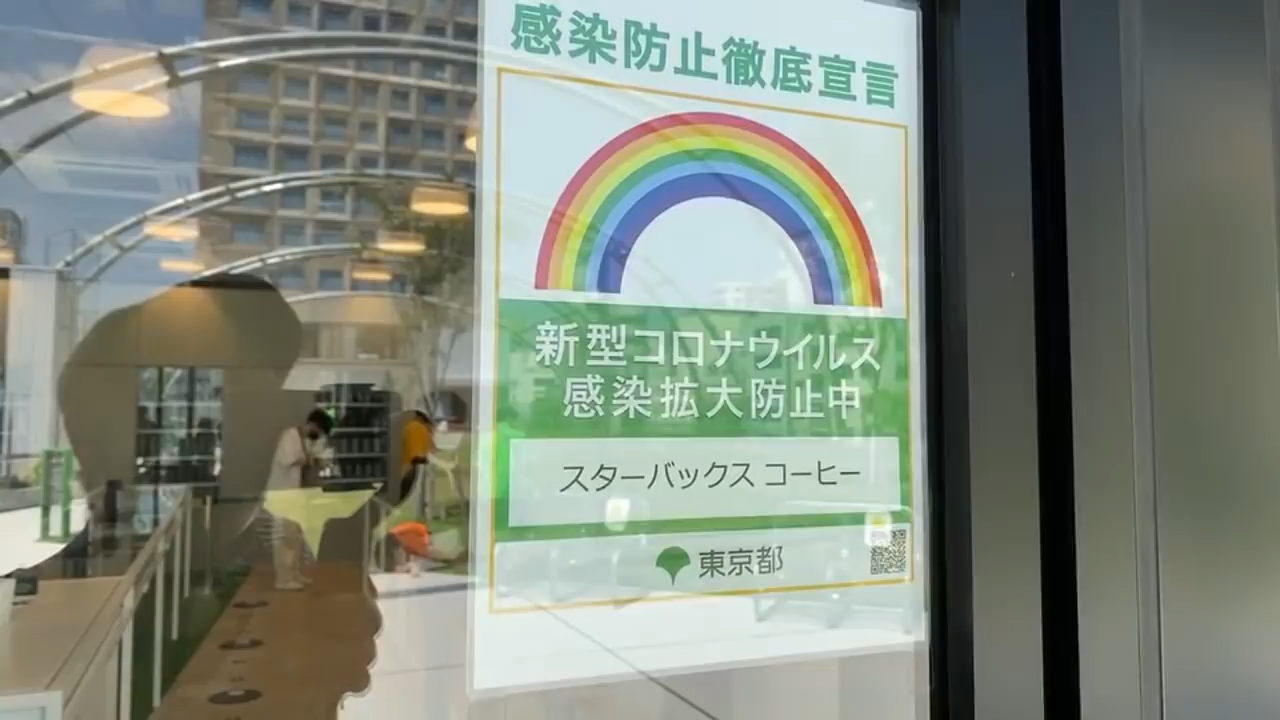 感染防止徹底宣言
新型コロナウイルス
感染拡大防止中
スターバックス コーヒー
東京都